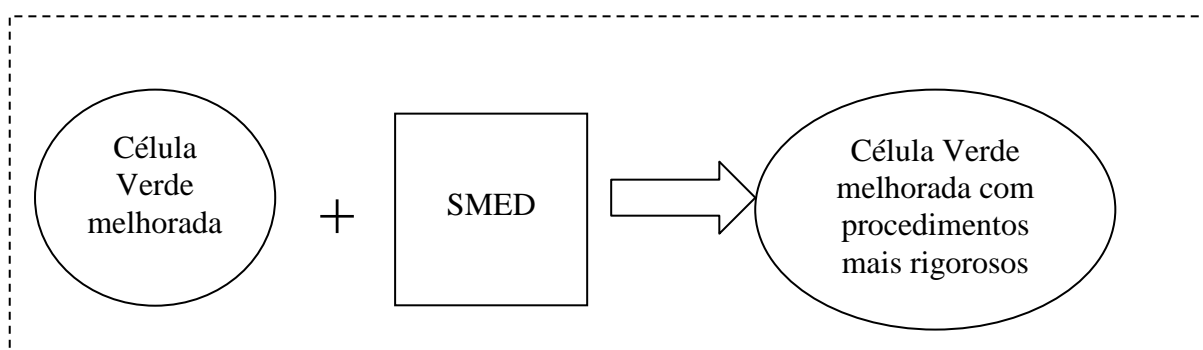 Célula
Verde
melhorada
+
SMED
Célula Verde
melhorada com
procedimentos
mais rigorosos